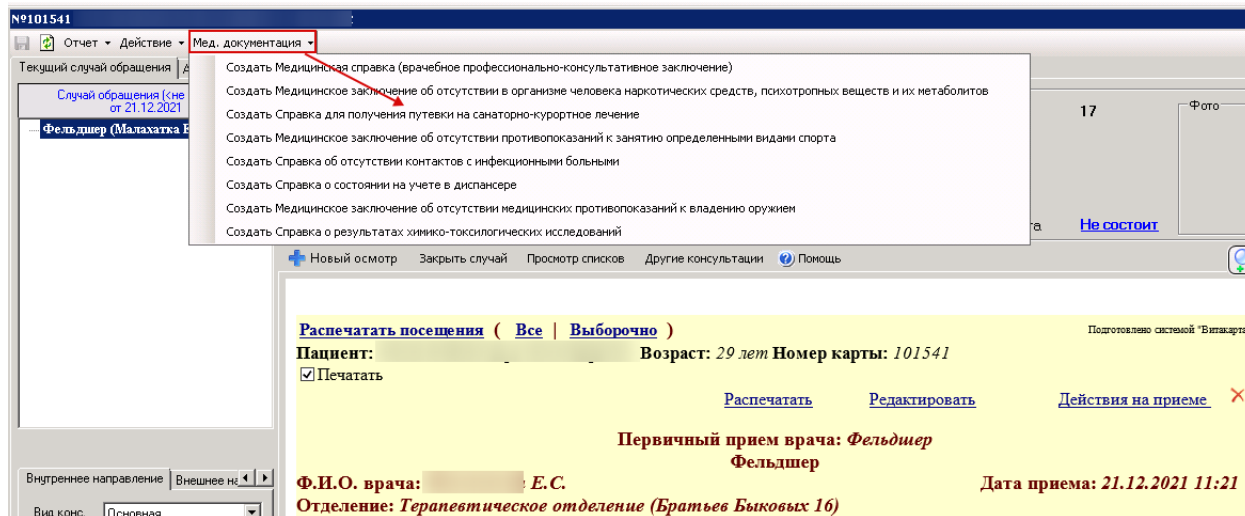 №101541
Отчет Действие Мед. документация
Текущий случай обращения
Случай обращения (<не
от 21.12.2021
Фельдшер (Малахатка
Создать Медицинская справка (врачебное профессионально-консультативное заключение)
Создать Медицинское заключение об отсутствии в организме человека наркотических средств, психотропных веществ и их метаболитов
Создать Справка для получения путевки на санаторно-курортное лечение
Создать Медицинское заключение об отсутствии противопоказаний к занятию определенными видами спорта
Создать Справка об отсутствии контактов с инфекционными больными
Создать Справка о состоянии на учете в диспансере
Создать Медицинское заключение об отсутствии медицинских противопоказаний к владению оружием
Создать Справка о результатах химико-токсилогических исследований
17
Фото
Не состоит
Новый осмотр Закрыть случай Просмотр списков Другие консультации Помощь
Распечатать посещения ( Все | Выборочно )
Подготовлено системой "Витакарта
Пациент: Возраст: 29 лет Номер карты: 101541
Печатать
Распечатать Редактировать Действия на приеме
Первичный прием врача: Фельдшер
Фельдшер
Ф.И.О. врача: Е.С. Дата приема: 21.12.2021 11:21
Отделение: Терапевтическое отделение (Братьев Быковых 16)
Внутреннее направление Внешнее на
Вид конс. Основная